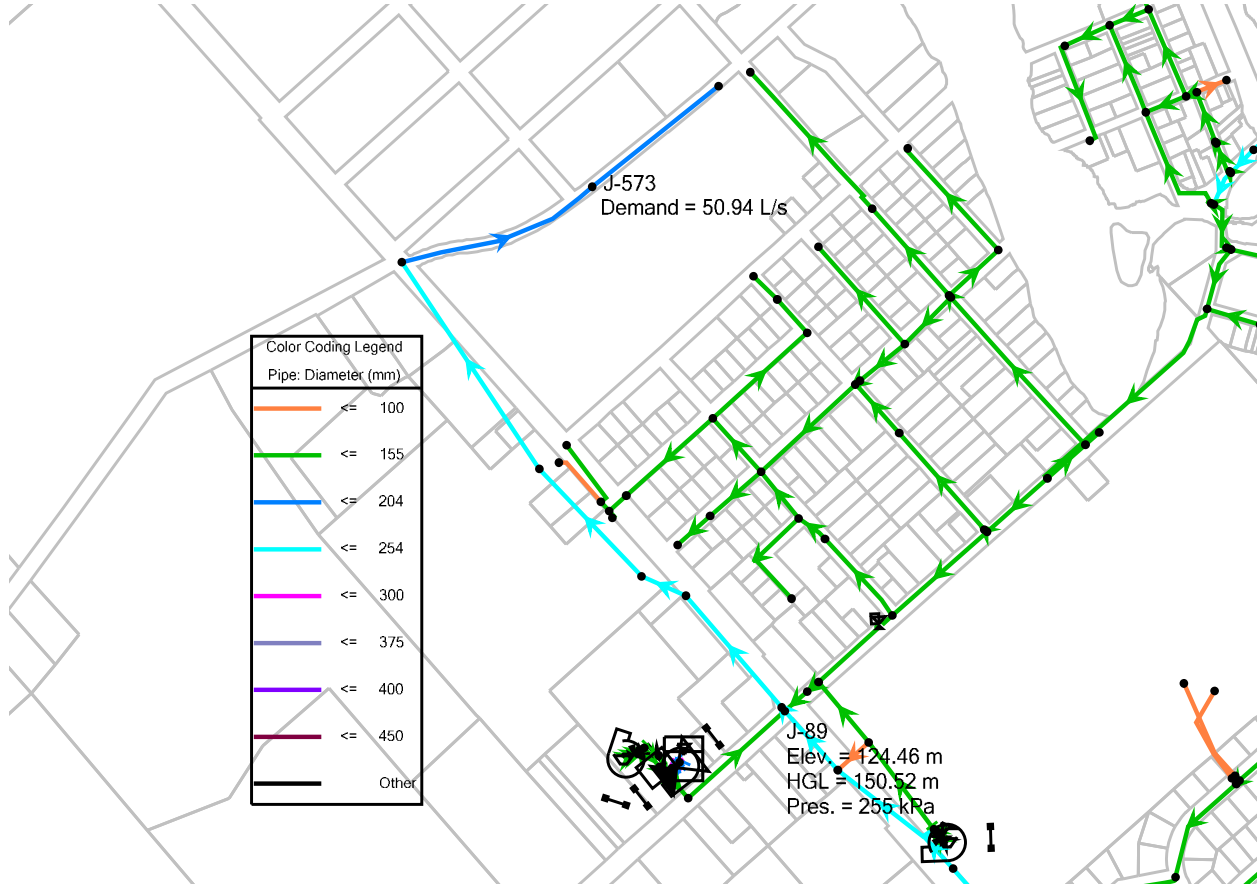 J-573
Demand = 50.94 L/s
Color Coding Legend
Pipe: Diameter (mm)
<= 100
<= 155
<= 204
<= 254
<= 300
<= 375
<= 400
<= 450
Other
J-89
Elev. = 124.46 m
HGL = 150.52 m
Pres. = 255 kPa